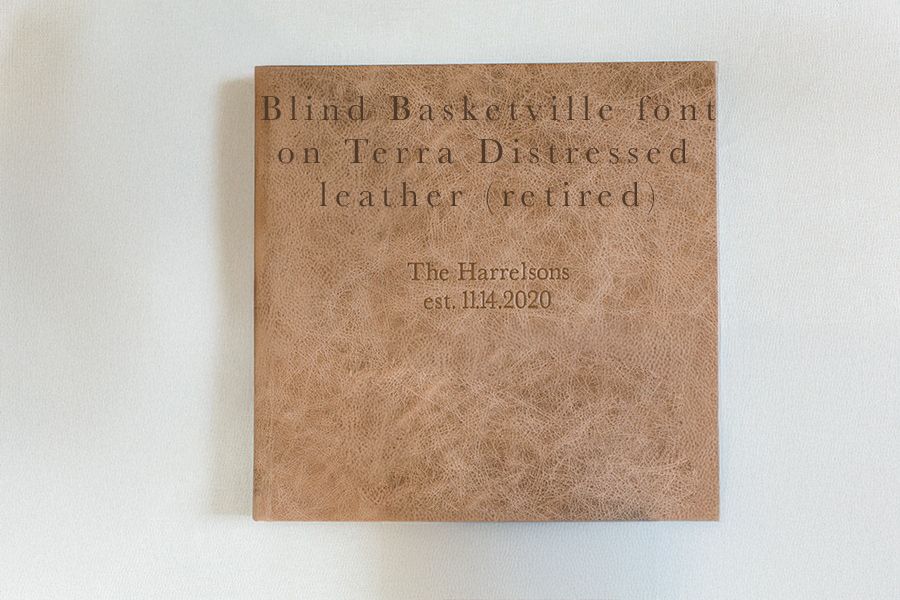 Blind Basketville font
on Terra Distressed
leather (retired)
The Harrelsons
est. 11.14.2020